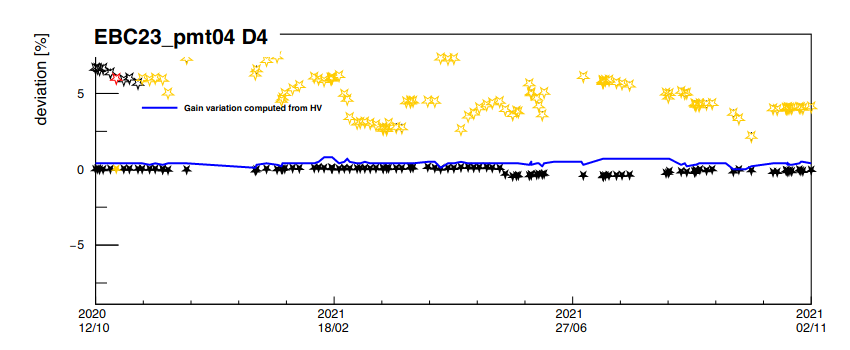 EBC23_pmt04 D4
deviation [%]
5
Gain variation computed from HV
0
−5
2020 2021 2021 2021
12/10 18/02 27/06 02/11